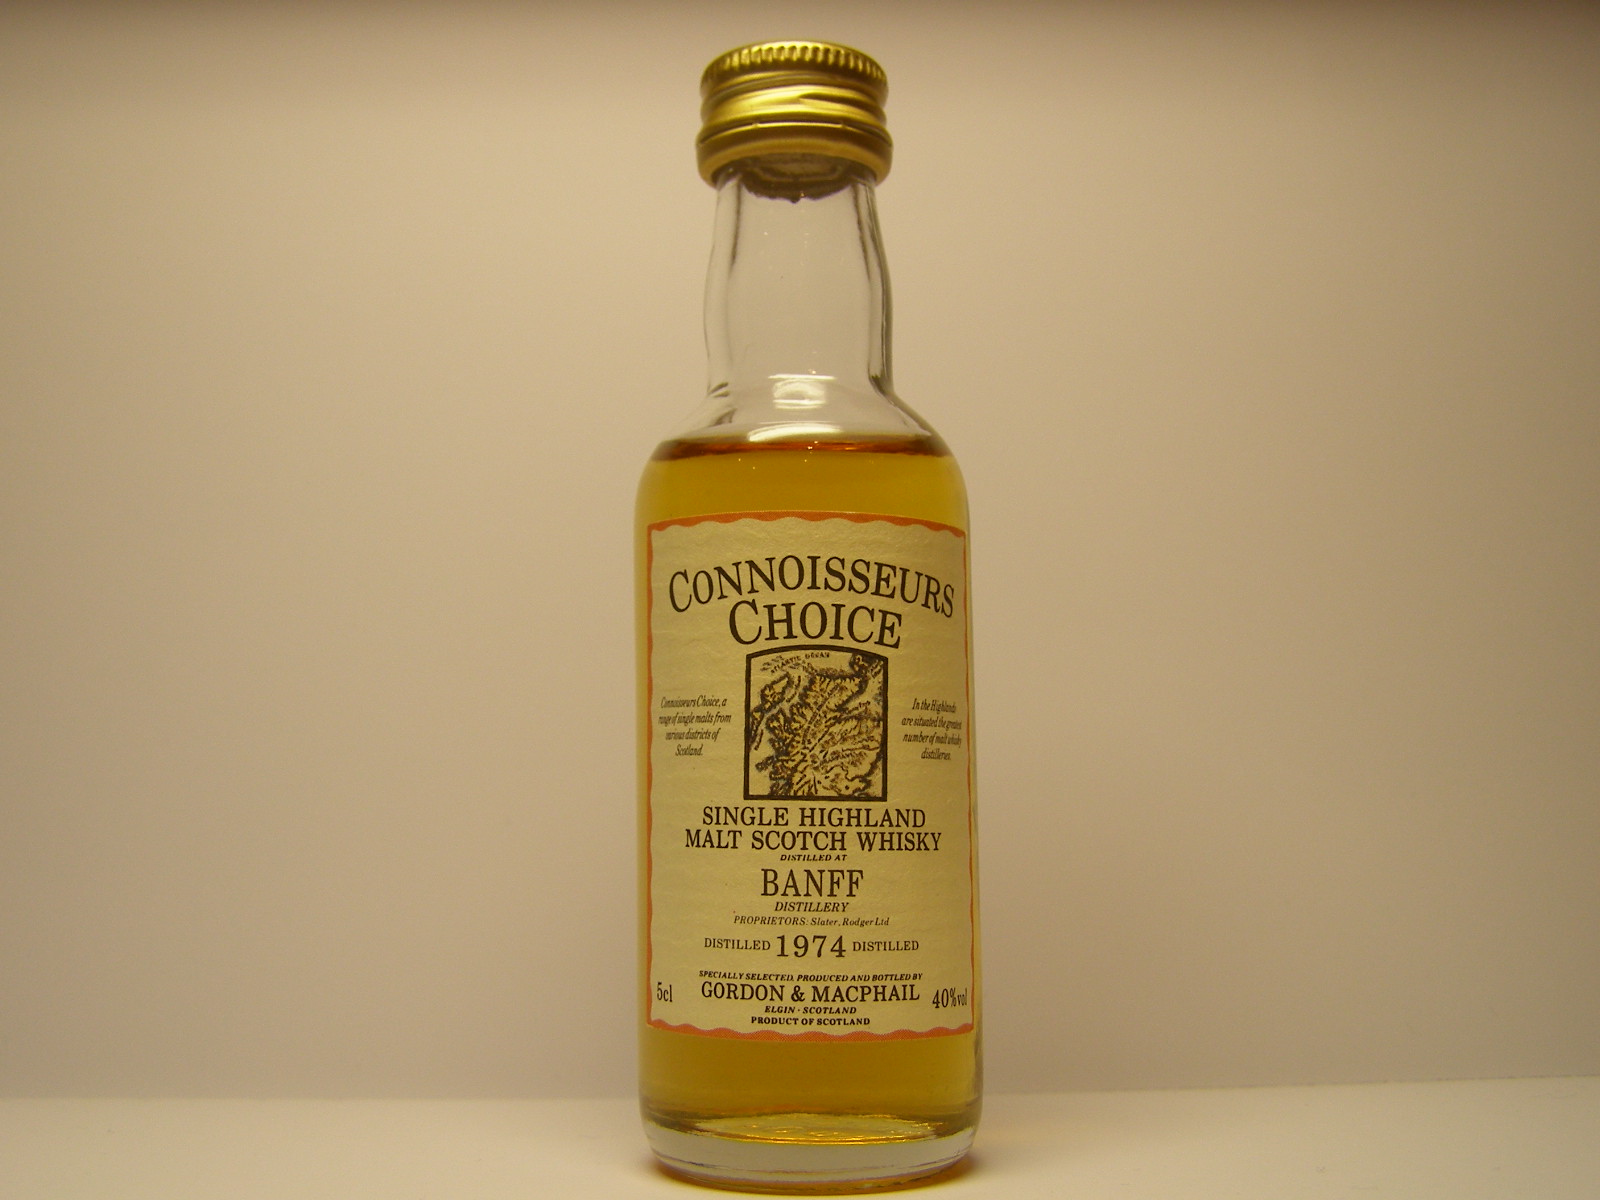 CONNOISSEURS
CHOICE
ATLANTIC OCEAN
Connoisseurs Choice, a
range of single malts from
various districts of
Scotland.
In the Highlands
are situated the greatest
number of malt whisky
distilleries.
SINGLE HIGHLAND
MALT SCOTCH WHISKY
DISTILLED AT
BANFF
DISTILLERY
PROPRIETORS: Slater, Rodger Ltd
DISTILLED 1974 DISTILLED
SPECIALLY SELECTED, PRODUCED AND BOTTLED BY
5cl GORDON & MACPHAIL 40%vol
ELGIN · SCOTLAND
PRODUCT OF SCOTLAND